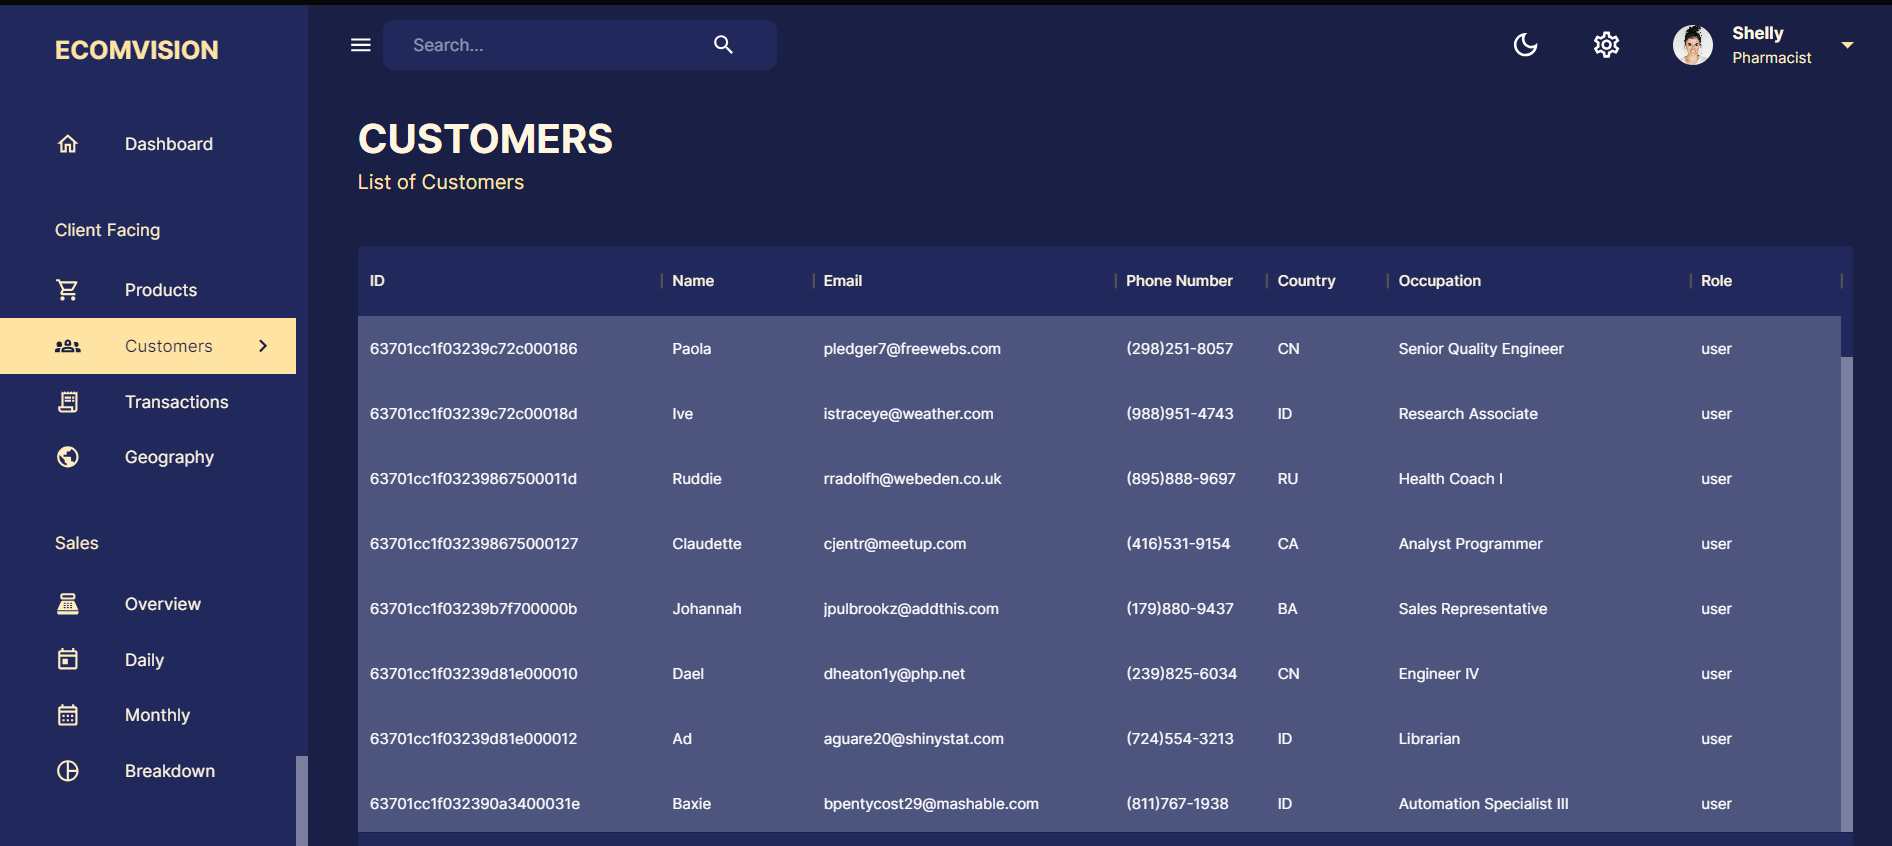 ECOMVISION
Search...
Shelly
Pharmacist
Dashboard
Client Facing
Products
Customers
Transactions
Geography
Sales
Overview
Daily
Monthly
Breakdown
CUSTOMERS
List of Customers
ID Name Email Phone Number Country Occupation Role
63701cc1f03239c72c000186 Paola pledger7@freewebs.com (298)251-8057 CN Senior Quality Engineer user
63701cc1f03239c72c00018d Ive istraceye@weather.com (988)951-4743 ID Research Associate user
63701cc1f03239867500011d Ruddie rradolfh@webeden.co.uk (895)888-9697 RU Health Coach I user
63701cc1f032398675000127 Claudette cjentr@meetup.com (416)531-9154 CA Analyst Programmer user
63701cc1f03239b7f700000b Johannah jpulbrookz@addthis.com (179)880-9437 BA Sales Representative user
63701cc1f03239d81e000010 Dael dheaton1y@php.net (239)825-6034 CN Engineer IV user
63701cc1f03239d81e000012 Ad aguare20@shinystat.com (724)554-3213 ID Librarian user
63701cc1f032390a3400031e Baxie bpentycost29@mashable.com (811)767-1938 ID Automation Specialist III user